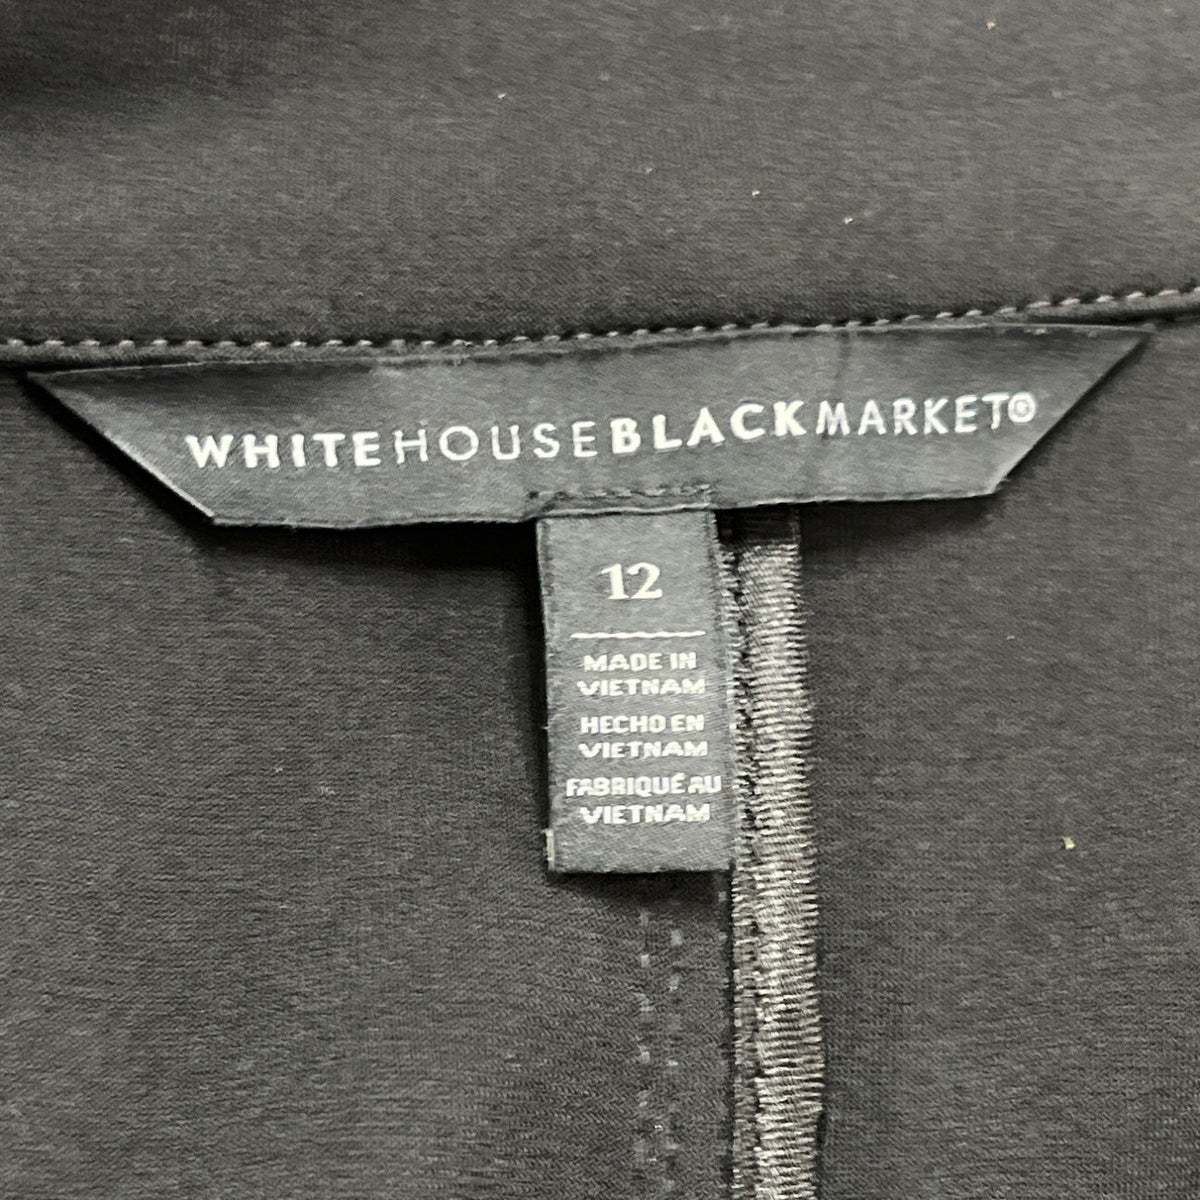 WHITEHOUSEBLACKMARKET®
12
MADE IN
VIETNAM
HECHO EN
VIETNAM
FABRIQUÉ AU
VIETNAM